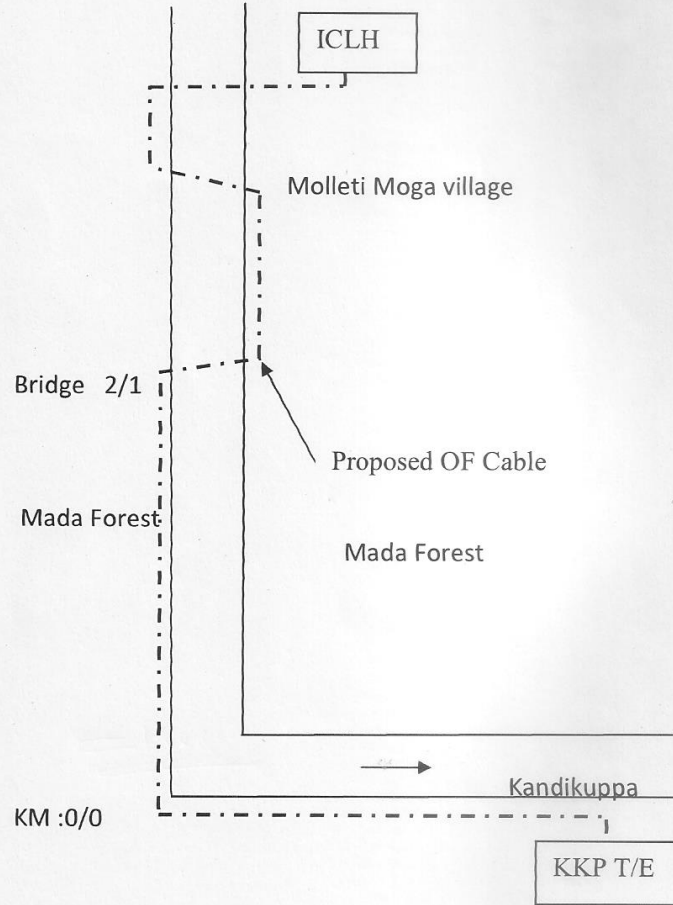 ICLH
Molleti Moga village
Bridge 2/1
Proposed OF Cable
Mada Forest
Mada Forest
Kandikuppa
KM :0/0
KKP T/E